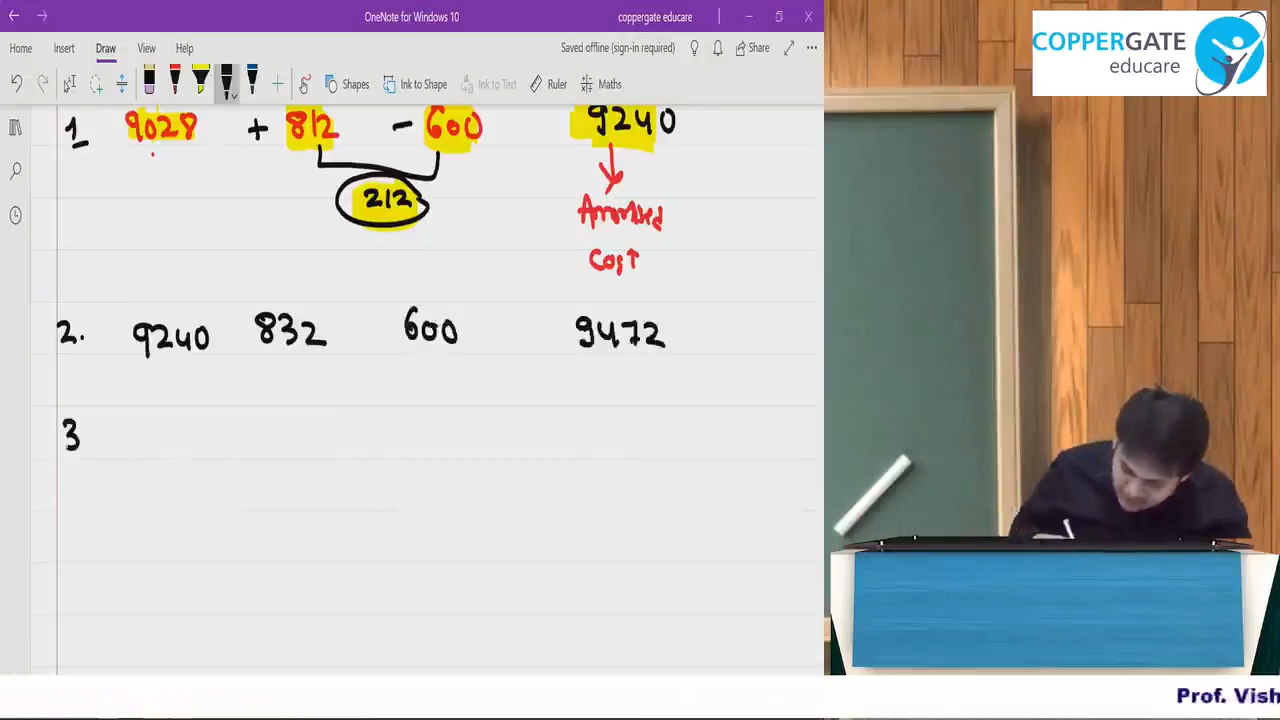 OneNote for Windows 10
coppergate educare
Home Insert Draw View Help
Saved offline (sign-in required)
Share
Shapes
Ink to Shape
Ink to Text
Ruler
Maths
COPPERGATE
educare
1 9028 + 812 - 600 9240
212
Amortised
Cost
2. 9240 832 600 9472
3
Prof. Vish